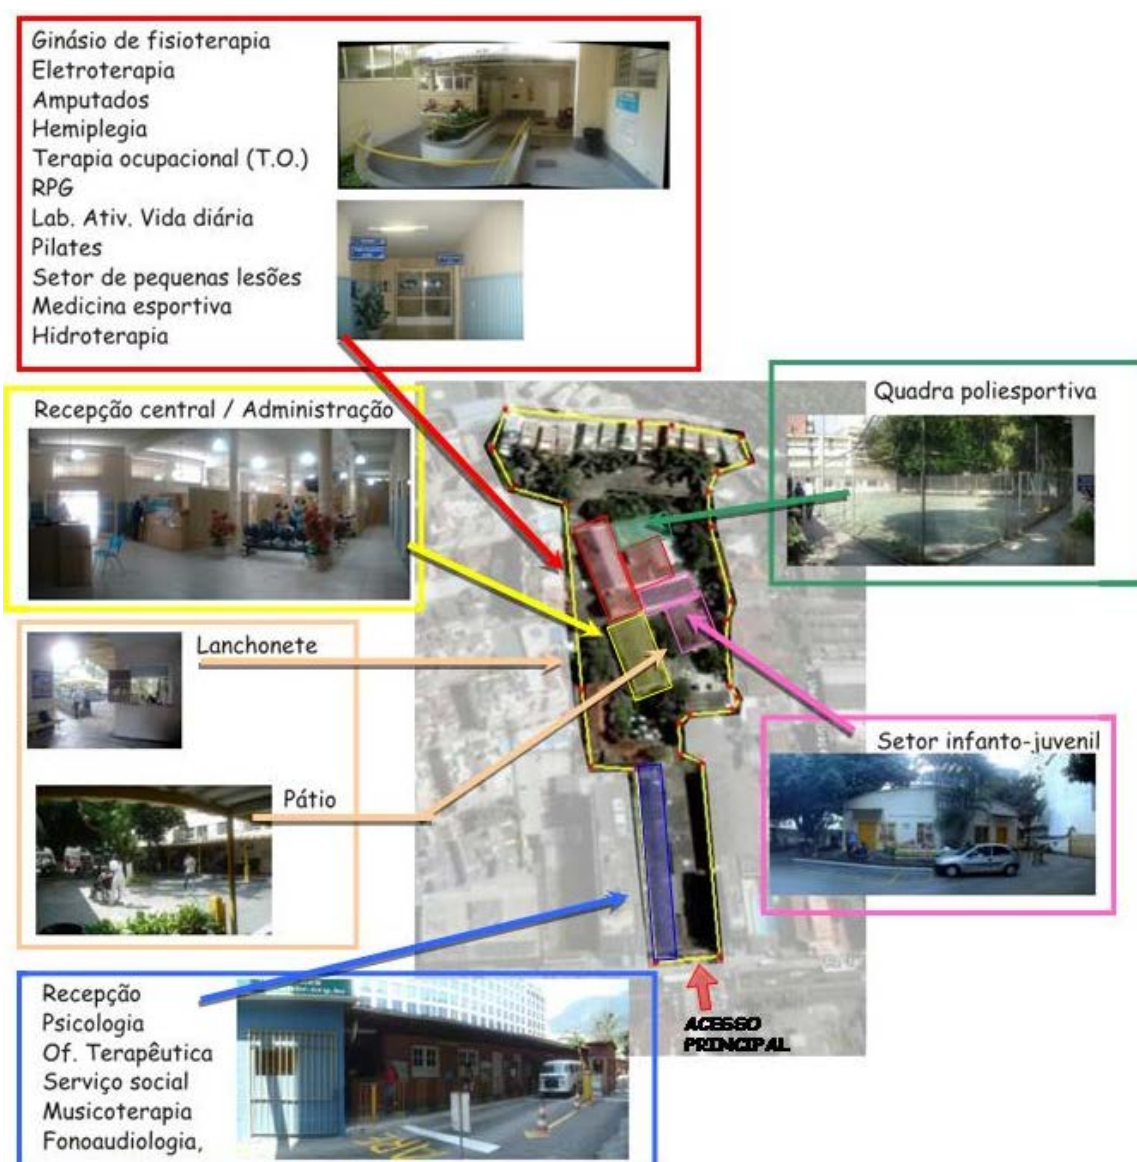 Ginásio de fisioterapia
Eletroterapia
Amputados
Hemiplegia
Terapia ocupacional (T.O.)
RPG
Lab. Ativ. Vida diária
Pilates
Setor de pequenas lesões
Medicina esportiva
Hidroterapia
Recepção central / Administração
Quadra poliesportiva
Lanchonete
Setor infanto-juvenil
Pátio
Recepção
Psicologia
Of. Terapêutica
Serviço social
Musicoterapia
Fonoaudiologia,
ACESSO
PRINCIPAL